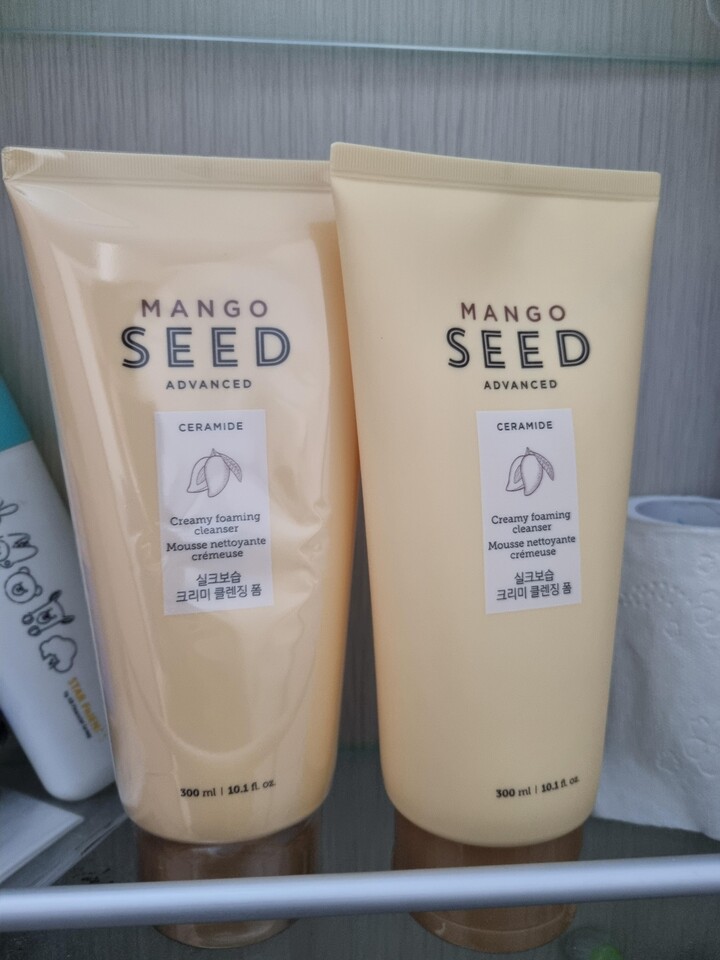 MANGO
SEED
ADVANCED
CERAMIDE
Creamy foaming
cleanser
Mousse nettoyante
crémeuse
실크보습
크리미 클렌징 폼
300 ml | 10.1 fl. oz.
MANGO
SEED
ADVANCED
CERAMIDE
Creamy foaming
cleanser
Mousse nettoyante
crémeuse
실크보습
크리미 클렌징 폼
300 ml | 10.1 fl. oz.